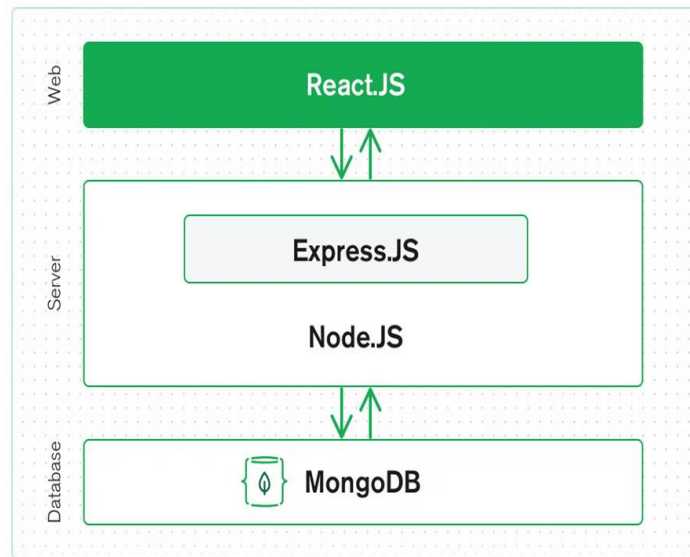 Web
React.JS
Server
Express.JS
Node.JS
Database
MongoDB